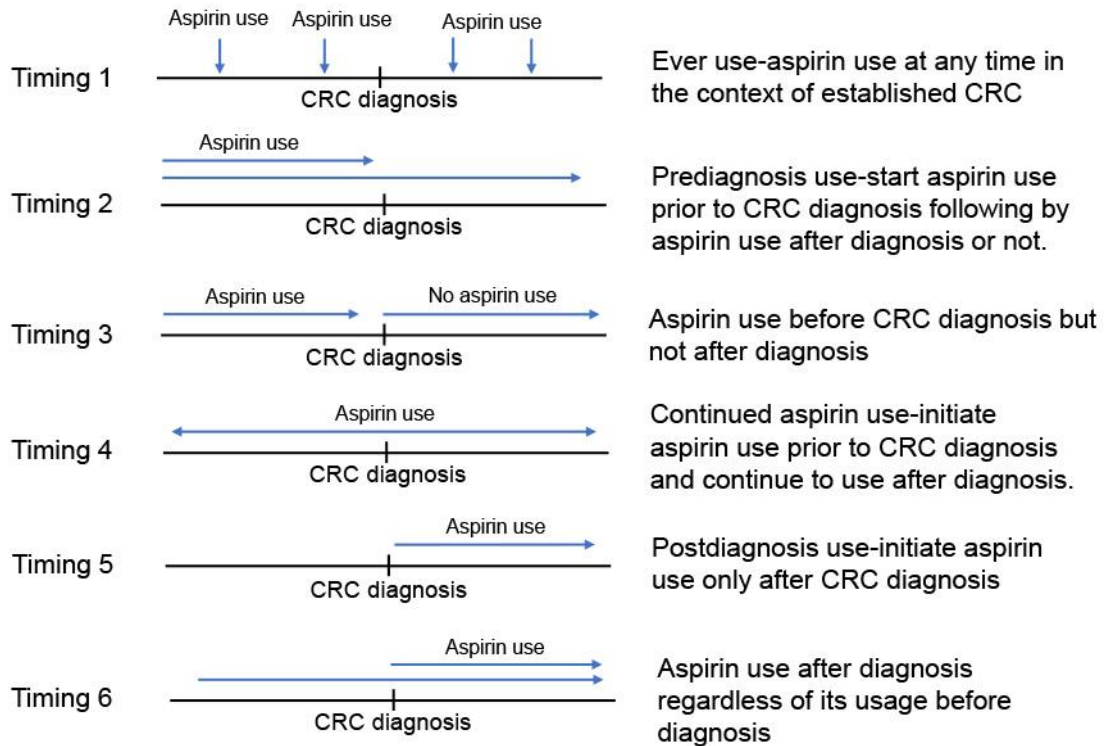 Aspirin use Aspirin use Aspirin use
Timing 1
CRC diagnosis
Ever use-aspirin use at any time in
the context of established CRC
Aspirin use
Timing 2
CRC diagnosis
Prediagnosis use-start aspirin use
prior to CRC diagnosis following by
aspirin use after diagnosis or not.
Aspirin use No aspirin use
Timing 3
CRC diagnosis
Aspirin use before CRC diagnosis but
not after diagnosis
Aspirin use
Timing 4
CRC diagnosis
Continued aspirin use-initiate
aspirin use prior to CRC diagnosis
and continue to use after diagnosis.
Aspirin use
Timing 5
CRC diagnosis
Postdiagnosis use-initiate aspirin
use only after CRC diagnosis
Aspirin use
Timing 6
CRC diagnosis
Aspirin use after diagnosis
regardless of its usage before
diagnosis